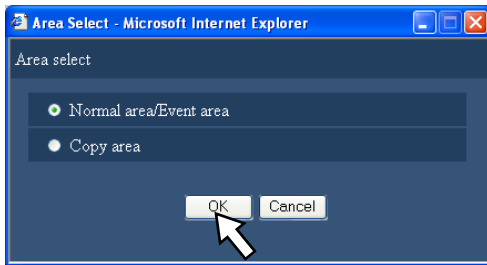 Area Select - Microsoft Internet Explorer
Area select
Normal area/Event area
Copy area
OK Cancel